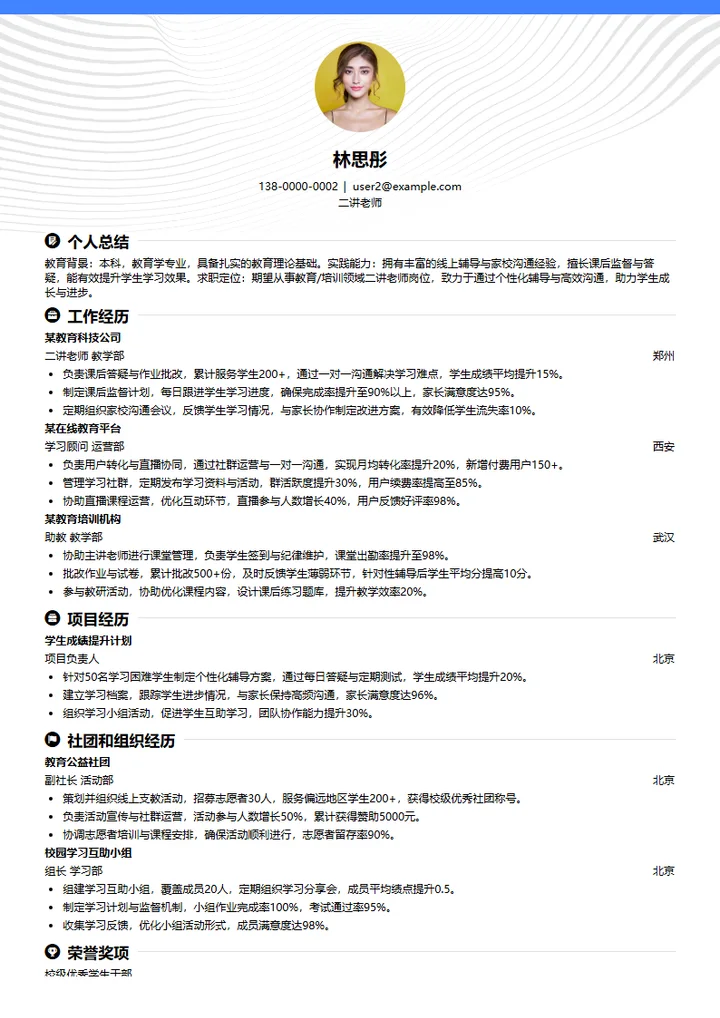 林思彤
138-0000-0002 | user2@example.com
二讲老师
个人总结
教育背景：本科，教育学专业，具备扎实的教育理论基础。实践能力：拥有丰富的线上辅导与家校沟通经验，擅长课后监督与答
疑，能有效提升学生学习效果。求职定位：期望从事教育/培训领域二讲老师岗位，致力于通过个性化辅导与高效沟通，助力学生成
长与进步。
工作经历
某教育科技公司
二讲老师 教学部 郑州
• 负责课后答疑与作业批改，累计服务学生200+，通过一对一沟通解决学习难点，学生成绩平均提升15%。
• 制定课后监督计划，每日跟进学生学习进度，确保完成率提升至90%以上，家长满意度达95%。
• 定期组织家校沟通会议，反馈学生学习情况，与家长协作制定改进方案，有效降低学生流失率10%。
某在线教育平台
学习顾问 运营部 西安
• 负责用户转化与直播协同，通过社群运营与一对一沟通，实现月均转化率提升20%，新增付费用户150+。
• 管理学习社群，定期发布学习资料与活动，群活跃度提升30%，用户续费率提高至85%。
• 协助直播课程运营，优化互动环节，直播参与人数增长40%，用户反馈好评率98%。
某教育培训机构
助教 教学部 武汉
• 协助主讲老师进行课堂管理，负责学生签到与纪律维护，课堂出勤率提升至98%。
• 批改作业与试卷，累计批改500+份，及时反馈学生薄弱环节，针对性辅导后学生平均分提高10分。
• 参与教研活动，协助优化课程内容，设计课后练习题库，提升教学效率20%。
项目经历
学生成绩提升计划
项目负责人 北京
• 针对50名学习困难学生制定个性化辅导方案，通过每日答疑与定期测试，学生成绩平均提升20%。
• 建立学习档案，跟踪学生进步情况，与家长保持高频沟通，家长满意度达96%。
• 组织学习小组活动，促进学生互助学习，团队协作能力提升30%。
社团和组织经历
教育公益社团
副社长 活动部 北京
• 策划并组织线上支教活动，招募志愿者30人，服务偏远地区学生200+，获得校级优秀社团称号。
• 负责活动宣传与社群运营，活动参与人数增长50%，累计获得赞助5000元。
• 协调志愿者培训与课程安排，确保活动顺利进行，志愿者留存率90%。
校园学习互助小组
组长 学习部 北京
• 组建学习互助小组，覆盖成员20人，定期组织学习分享会，成员平均绩点提升0.5。
• 制定学习计划与监督机制，小组作业完成率100%，考试通过率95%。
• 收集学习反馈，优化小组活动形式，成员满意度达98%。
荣誉奖项
校级优秀学生干部